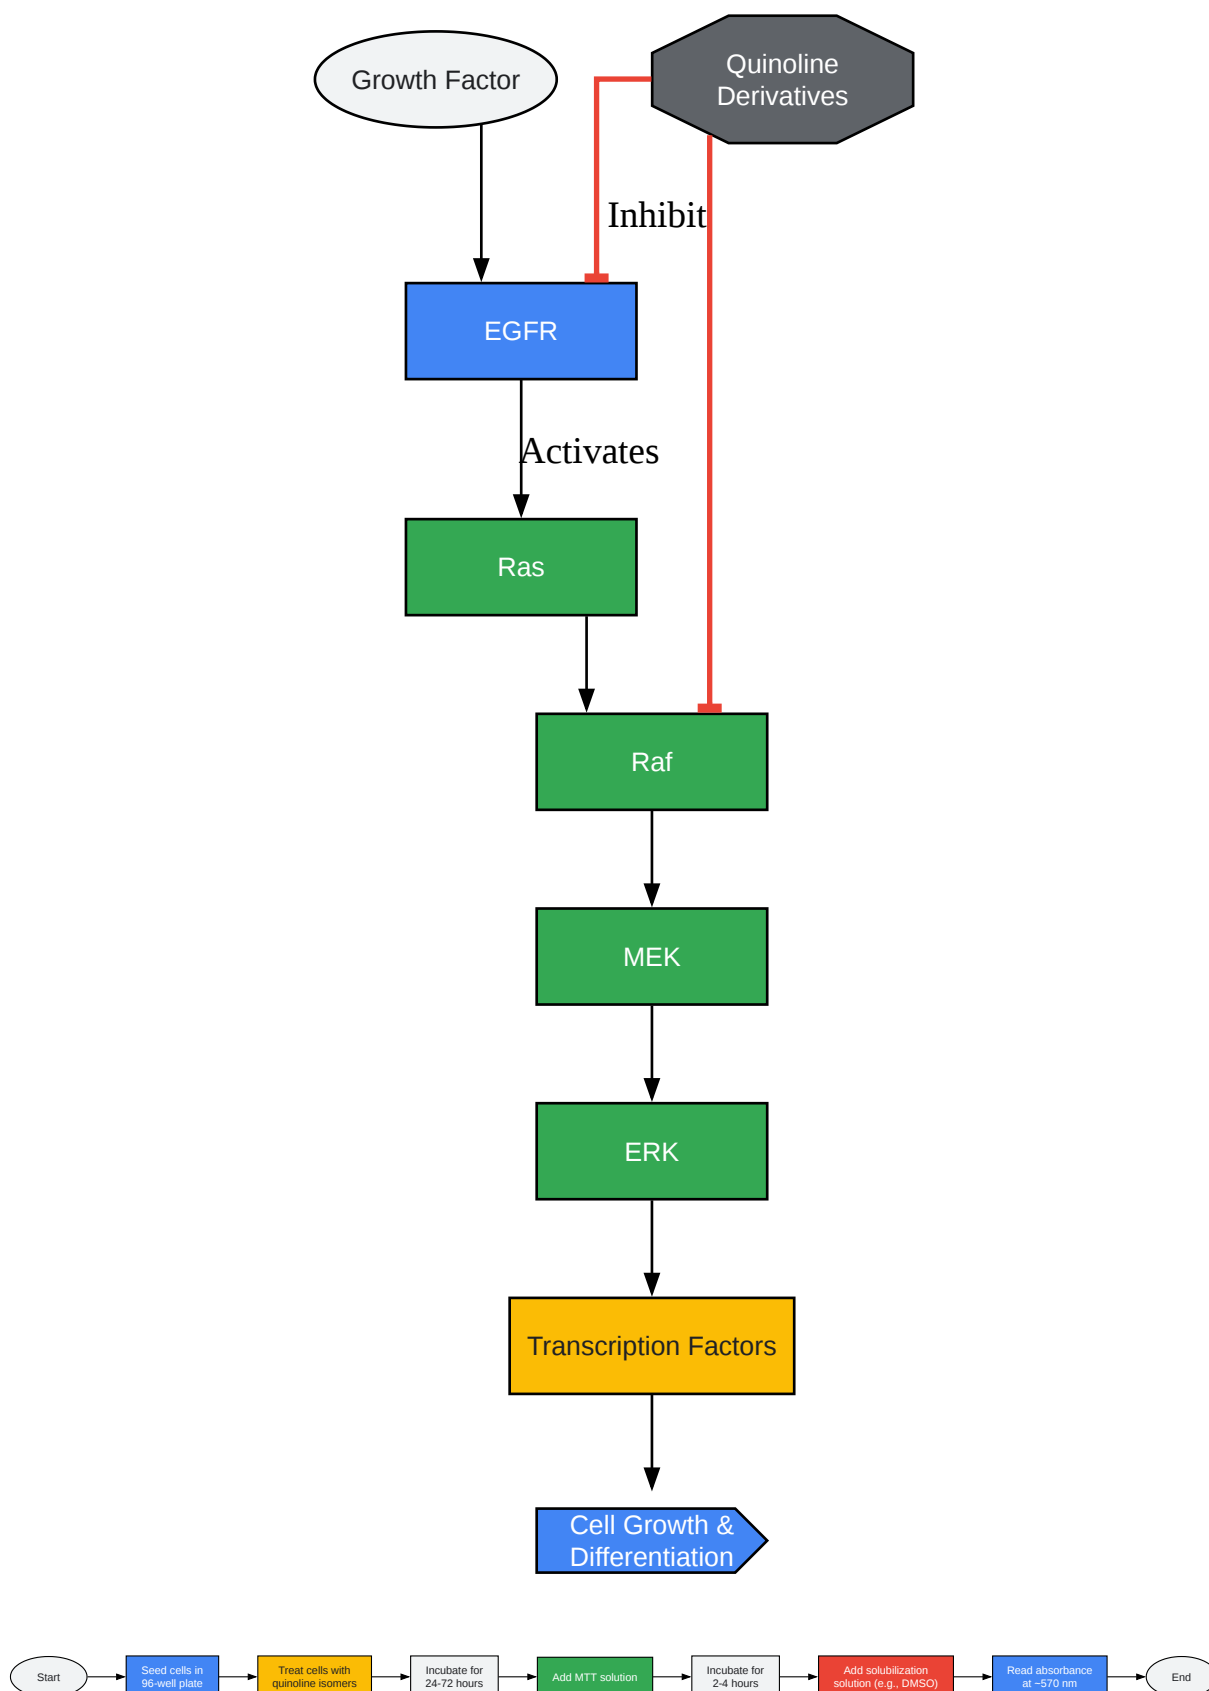 Growth Factor
Quinoline
Derivatives
Inhibit
EGFR
Activates
Ras
Raf
MEK
ERK
Transcription Factors
Cell Growth &
Differentiation
Start
Seed cells in
96-well plate
Treat cells with
quinoline isomers
Incubate for
24-72 hours
Add MTT solution
Incubate for
2-4 hours
Add solubilization
solution (e.g., DMSO)
Read absorbance
at ~570 nm
End